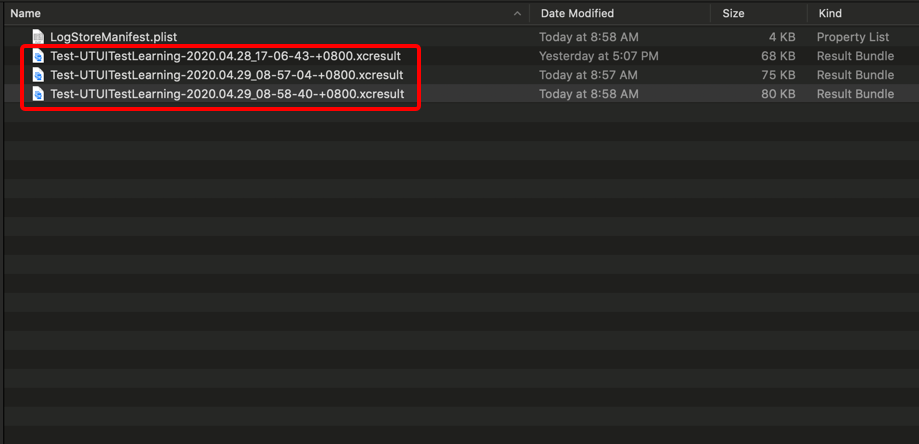 Name Date Modified Size Kind
LogStoreManifest.plist Today at 8:58 AM 4 KB Property List
Test-UTUITestLearning-2020.04.28_17-06-43-+0800.xcresult Yesterday at 5:07 PM 68 KB Result Bundle
Test-UTUITestLearning-2020.04.29_08-57-04-+0800.xcresult Today at 8:57 AM 75 KB Result Bundle
Test-UTUITestLearning-2020.04.29_08-58-40-+0800.xcresult Today at 8:58 AM 80 KB Result Bundle